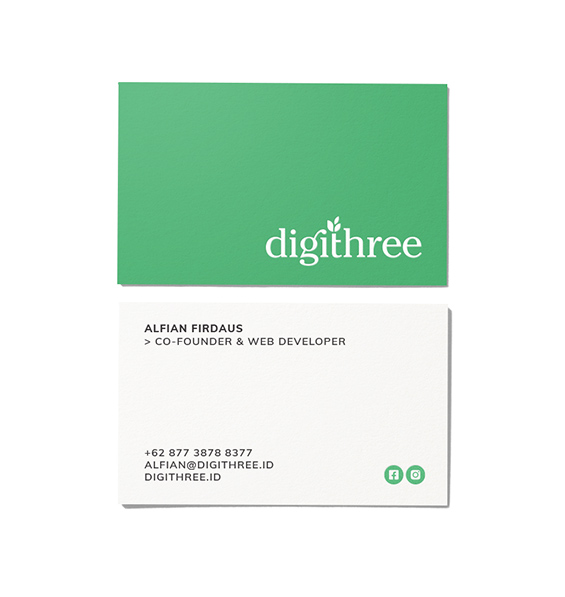 digithree
ALFIAN FIRDAUS
> CO-FOUNDER & WEB DEVELOPER
+62 877 3878 8377
ALFIAN@DIGITHREE.ID
DIGITHREE.ID